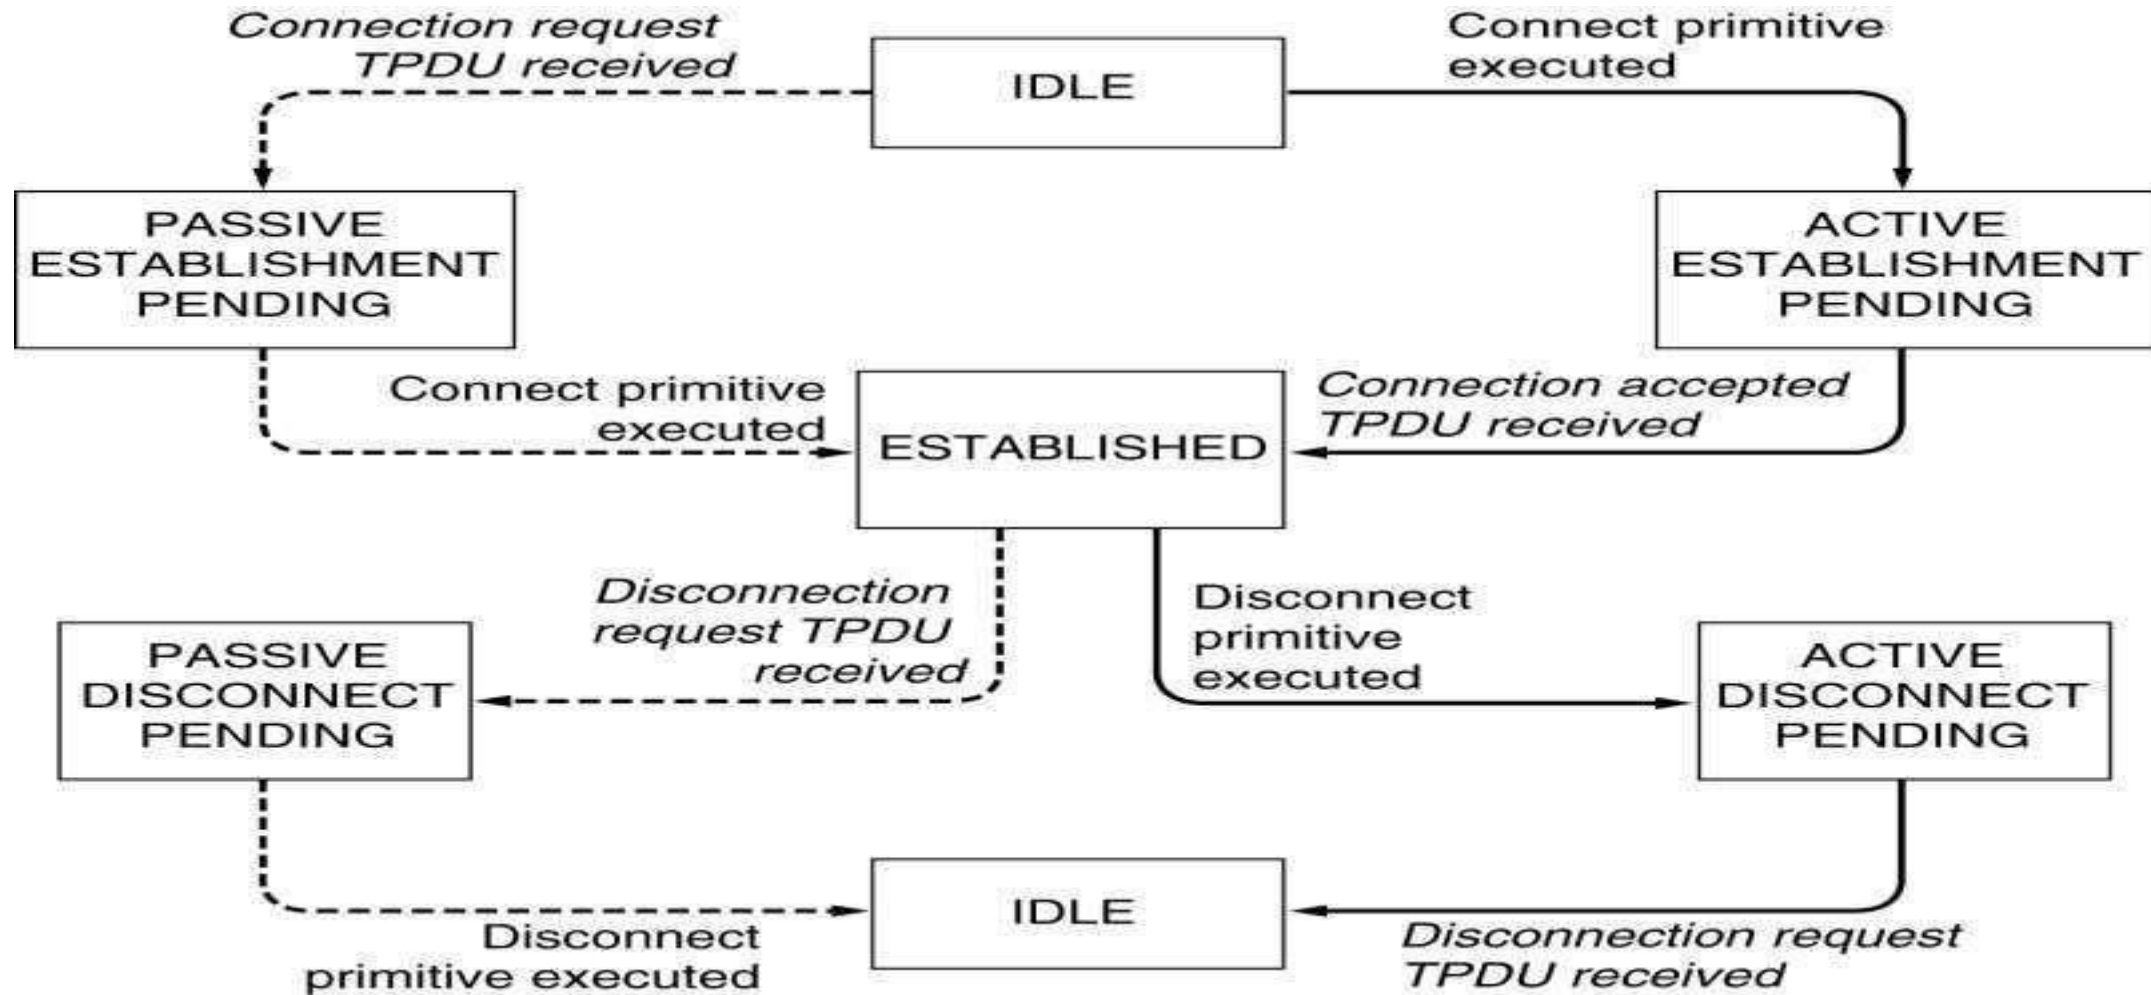 Connection request
TPDU received
IDLE
Connect primitive
executed
PASSIVE
ESTABLISHMENT
PENDING
ACTIVE
ESTABLISHMENT
PENDING
Connect primitive
executed
ESTABLISHED
Connection accepted
TPDU received
Disconnection
request TPDU
received
Disconnect
primitive
executed
PASSIVE
DISCONNECT
PENDING
ACTIVE
DISCONNECT
PENDING
Disconnect
primitive executed
IDLE
Disconnection request
TPDU received